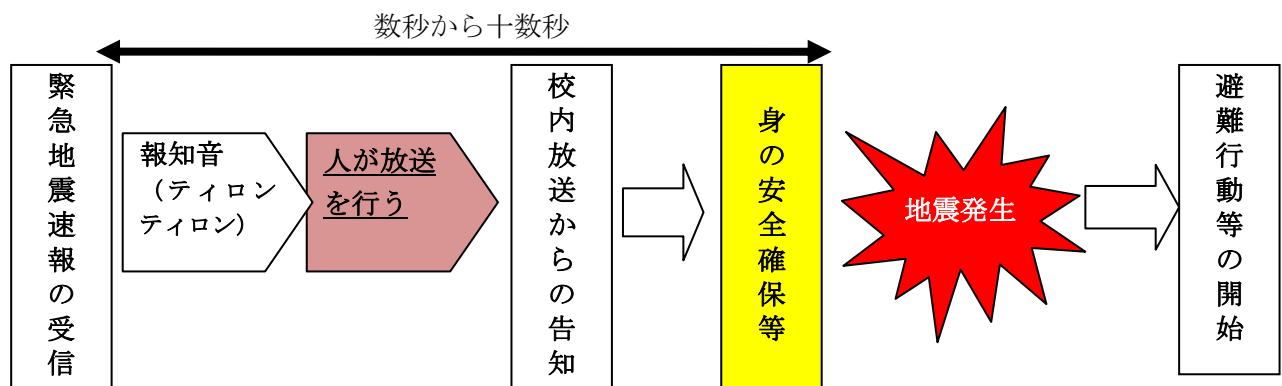 数秒から十数秒
緊急地震速報の受信
報知音
（ティロン
ティロン）
人が放送
を行う
校内放送からの告知
身の安全確保等
地震発生
避難行動等の開始